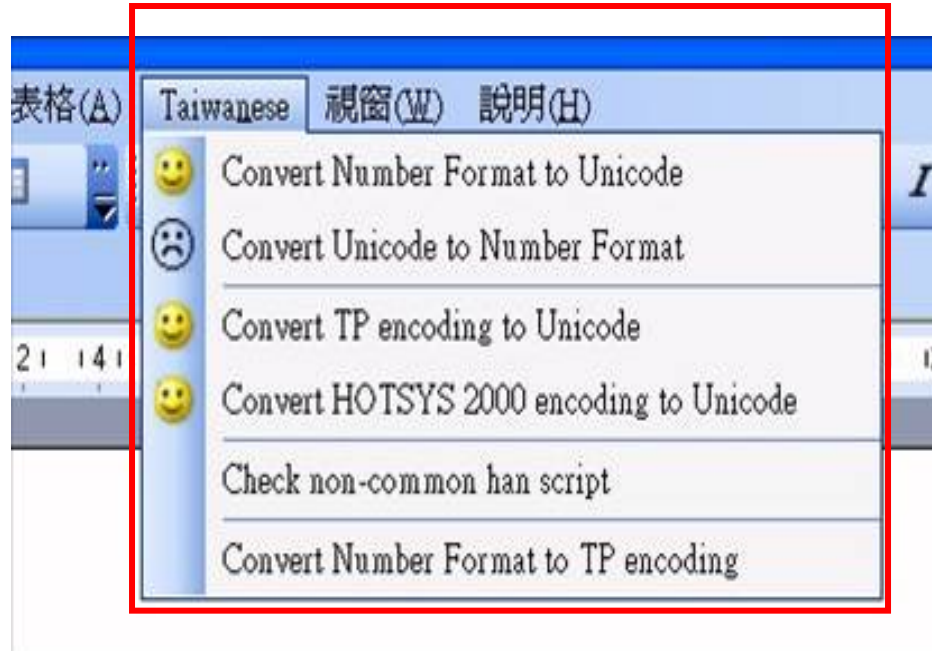 表格(A) Taiwanese 視窗(W) 說明(H)
Convert Number Format to Unicode
I
Convert Unicode to Number Format
Convert TP encoding to Unicode
2 4
Convert HOTSYS 2000 encoding to Unicode
Check non-common han script
Convert Number Format to TP encoding